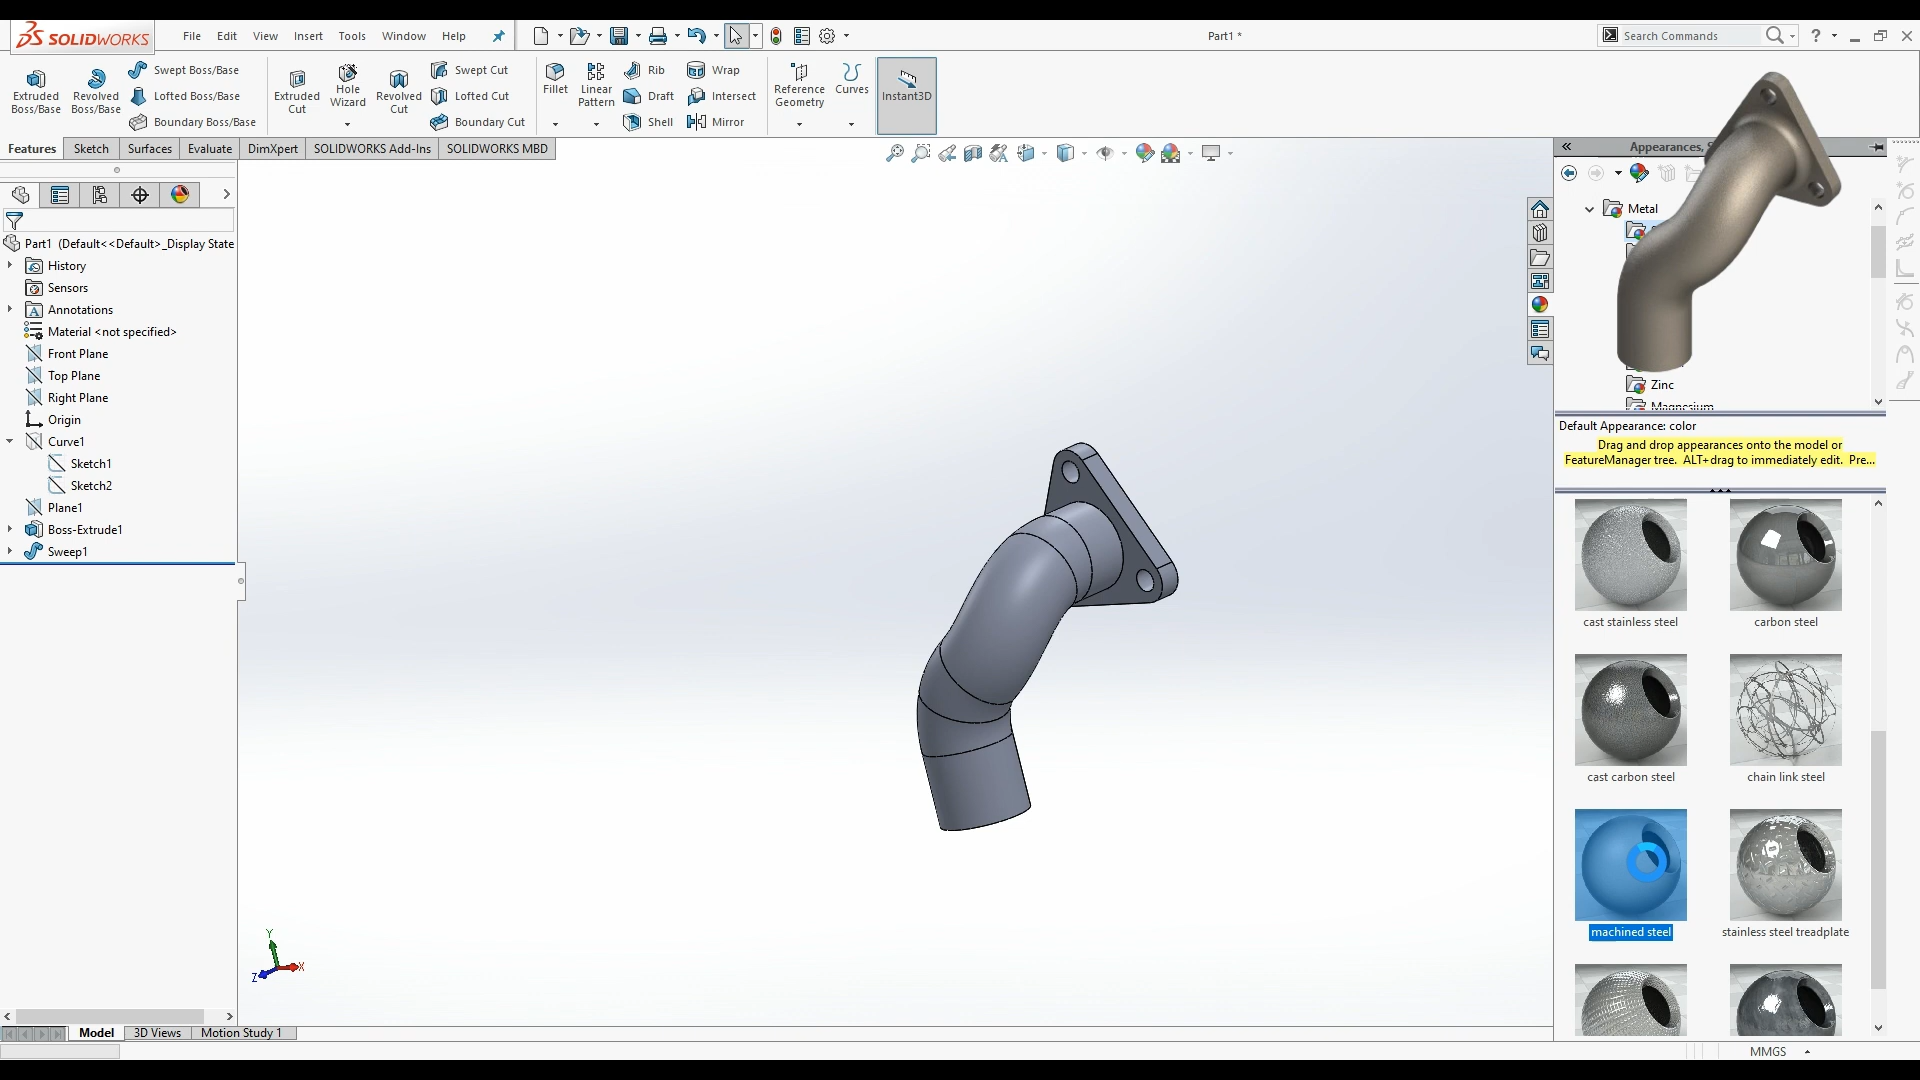 SOLIDWORKS
File Edit View Insert Tools Window Help
Part1 *
Search Commands
?
Extruded Boss/Base
Revolved Boss/Base
Swept Boss/Base
Lofted Boss/Base
Boundary Boss/Base
Extruded Cut
Hole Wizard
Revolved Cut
Swept Cut
Lofted Cut
Boundary Cut
Fillet
Linear Pattern
Rib
Draft
Shell
Wrap
Intersect
Mirror
Reference Geometry
Curves
Instant3D
Features Sketch Surfaces Evaluate DimXpert SOLIDWORKS Add-Ins SOLIDWORKS MBD
Part1 (Default<<Default>_Display State
History
Sensors
Annotations
Material <not specified>
Front Plane
Top Plane
Right Plane
Origin
Curve1
Sketch1
Sketch2
Plane1
Boss-Extrude1
Sweep1
Y
X
Z
Appearances,
Metal
Zinc
Magnesium
Default Appearance: color
Drag and drop appearances onto the model or
FeatureManager tree. ALT+drag to immediately edit. Pre...
cast stainless steel
carbon steel
cast carbon steel
chain link steel
machined steel
stainless steel treadplate
Model 3D Views Motion Study 1
MMGS